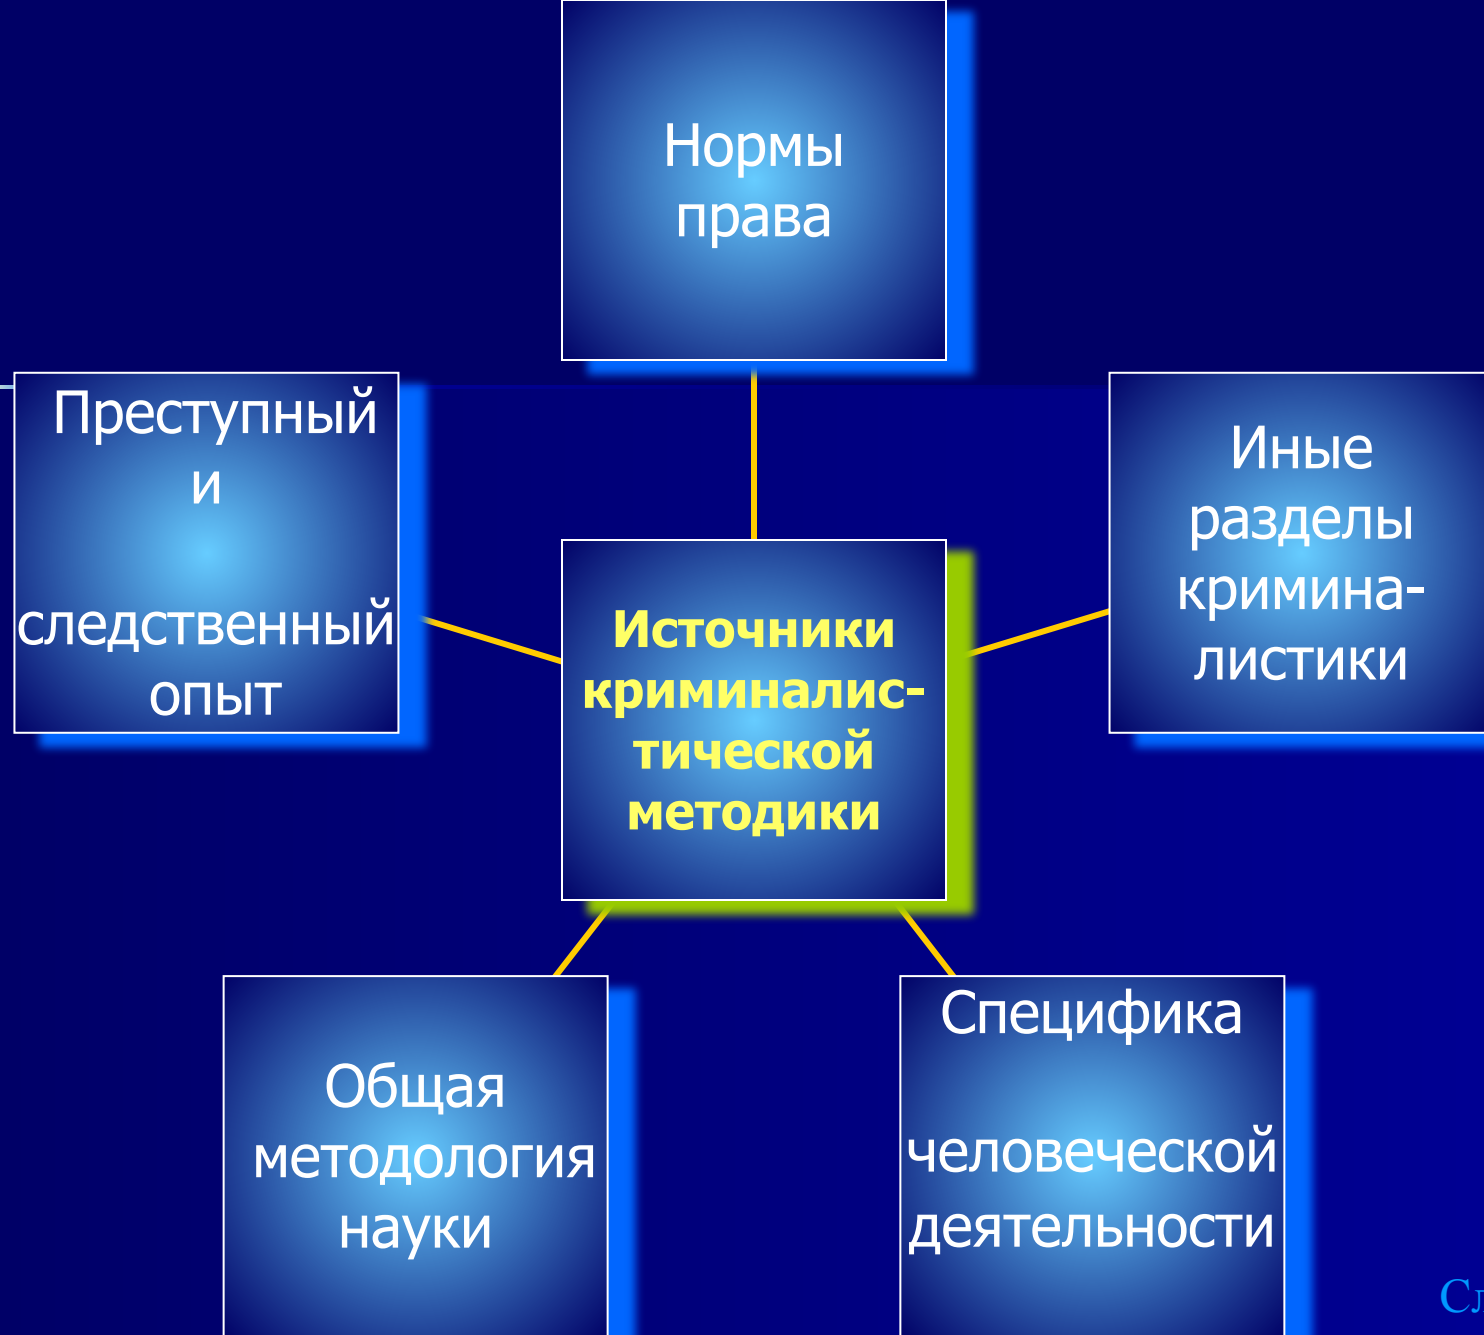 Нормы
права
Преступный
и
следственный
опыт
Иные
разделы
кримина-
листики
Источники
криминалис-
тической
методики
Общая
методология
науки
Специфика
человеческой
деятельности